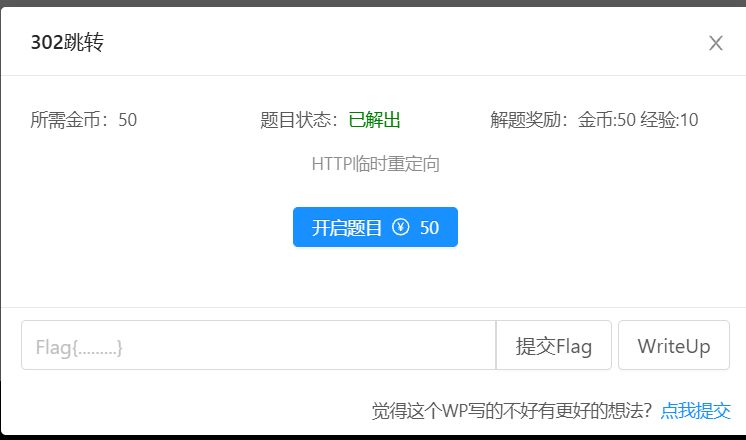 302跳转
所需金币：50 题目状态：已解出 解题奖励：金币:50 经验:10
HTTP临时重定向
开启题目 ¥ 50
Flag{.........} 提交Flag WriteUp
觉得这个WP写的不好有更好的想法？点我提交